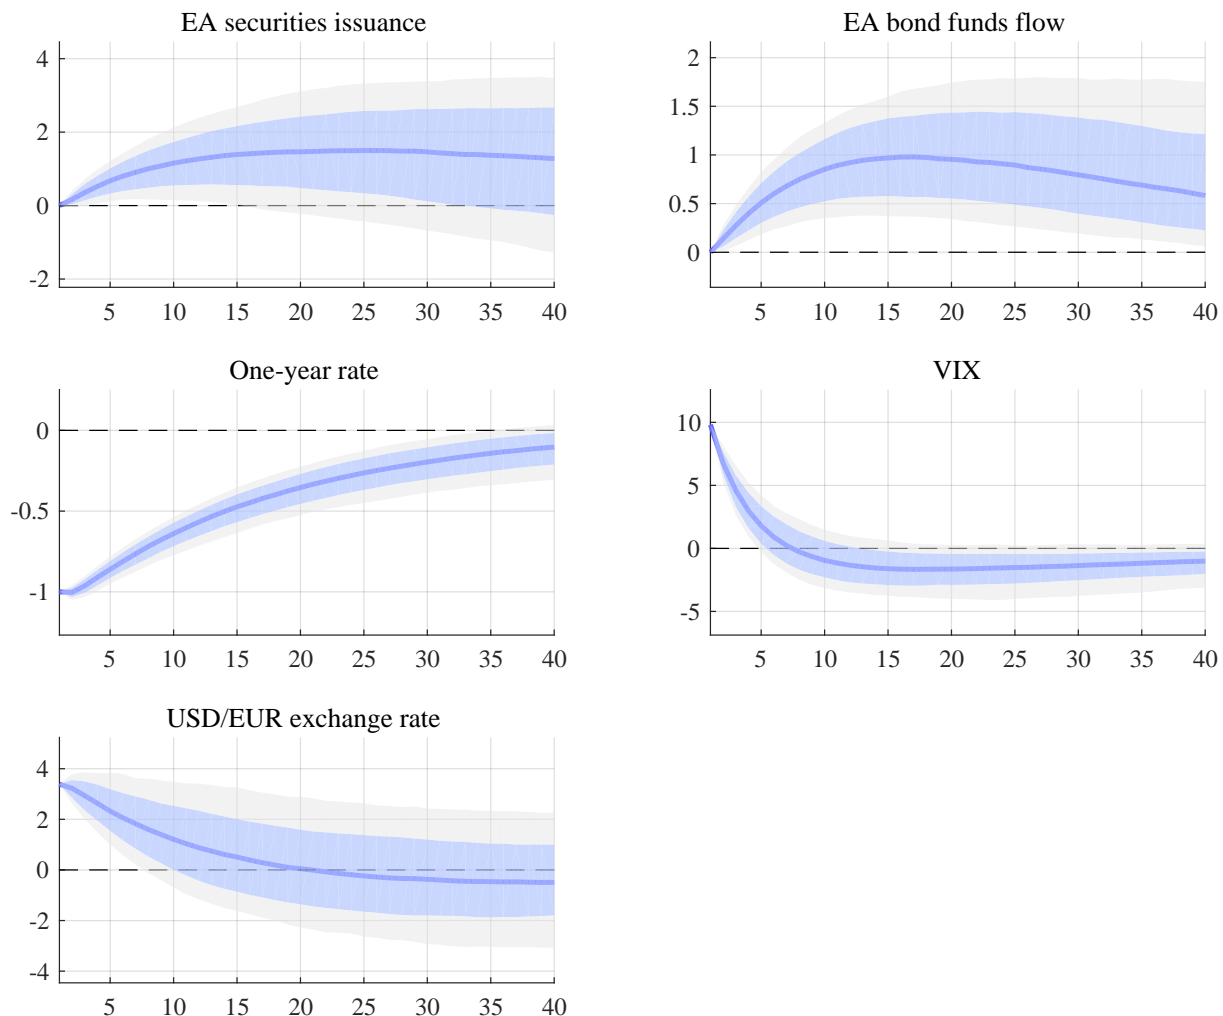 EA securities issuance
4
2
0
-2
5 10 15 20 25 30 35 40
EA bond funds flow
2
1.5
1
0.5
0
5 10 15 20 25 30 35 40
One-year rate
0
-0.5
-1
5 10 15 20 25 30 35 40
VIX
10
5
0
-5
5 10 15 20 25 30 35 40
USD/EUR exchange rate
4
2
0
-2
-4
5 10 15 20 25 30 35 40